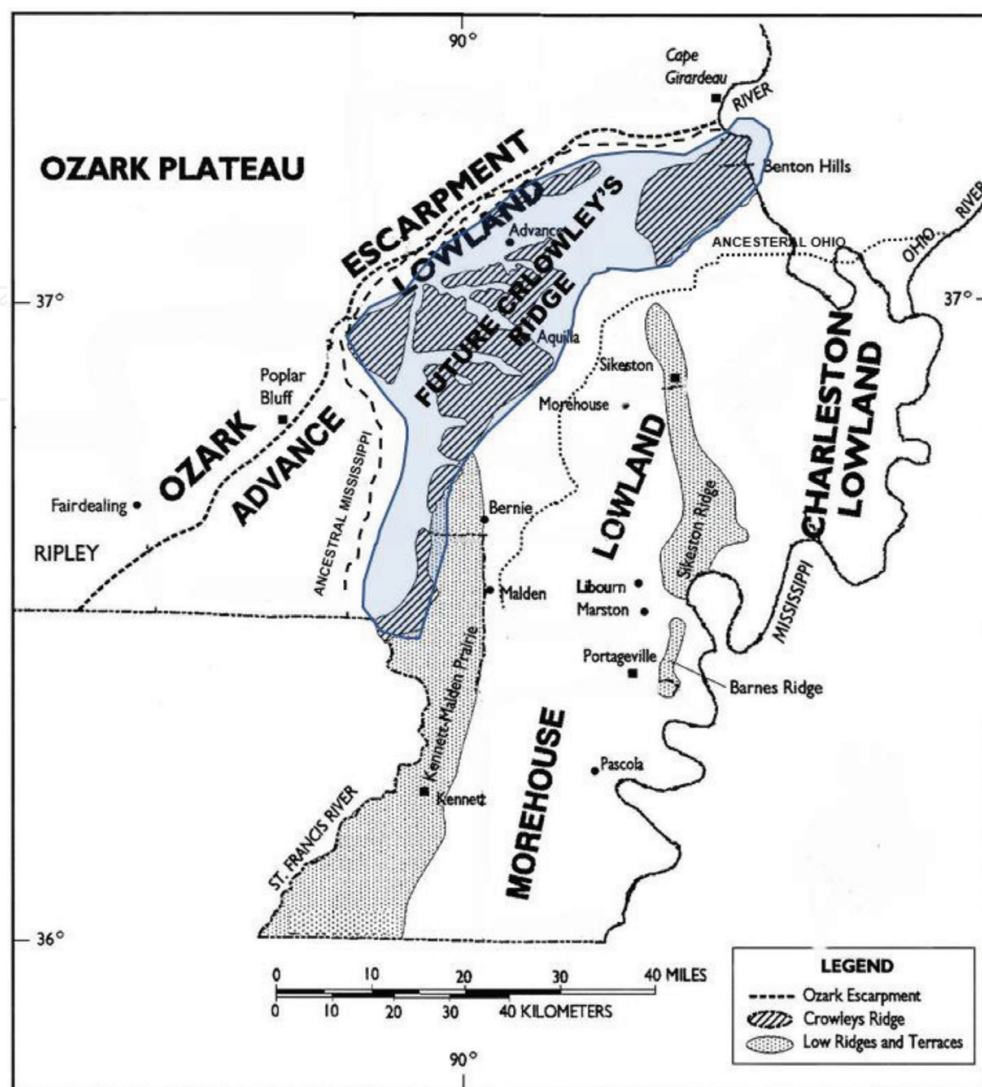 90°
Cape
Girardeau
RIVER
OZARK PLATEAU
ESCARPMENT
LOWLAND
Benton Hills
FUTURE CRLOWLEY'S
RIDGE
Advance
ANCESTERAL OHIO
OHIO
RIVER
37°
37°
Aquilla
Sikeston
Poplar
Bluff
Morehouse
OZARK
ADVANCE
LOWLAND
CHARLESTON
LOWLAND
Fairdealing
ANCESTRAL MISSISSIPPI
Bernie
Sikeston Ridge
RIPLEY
Malden
Libourn
Marston
MISSISSIPPI
Portageville
Barnes Ridge
Kennett-Malden Prairie
MOREHOUSE
Pascola
Kennett
ST. FRANCIS RIVER
36°
0 10 20 30 40 MILES
0 10 20 30 40 KILOMETERS
90°
LEGEND
Ozark Escarpment
Crowleys Ridge
Low Ridges and Terraces